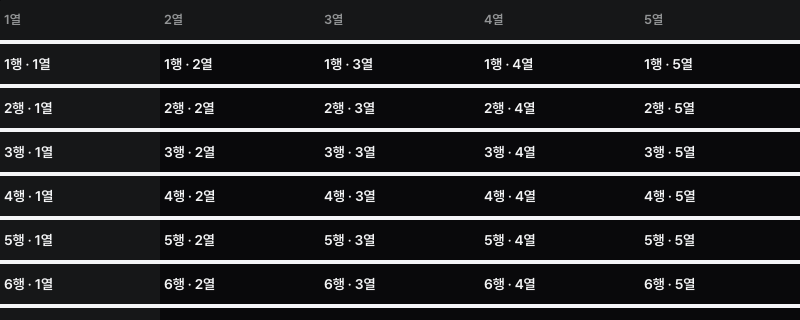 1열 2열 3열 4열 5열
1행 · 1열 1행 · 2열 1행 · 3열 1행 · 4열 1행 · 5열
2행 · 1열 2행 · 2열 2행 · 3열 2행 · 4열 2행 · 5열
3행 · 1열 3행 · 2열 3행 · 3열 3행 · 4열 3행 · 5열
4행 · 1열 4행 · 2열 4행 · 3열 4행 · 4열 4행 · 5열
5행 · 1열 5행 · 2열 5행 · 3열 5행 · 4열 5행 · 5열
6행 · 1열 6행 · 2열 6행 · 3열 6행 · 4열 6행 · 5열